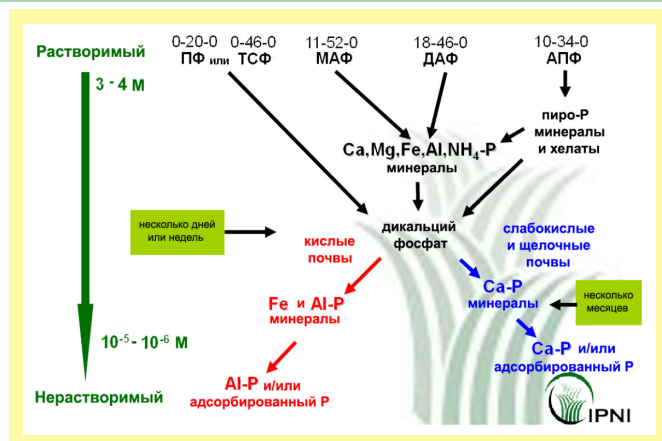 Растворимый
3 - 4 М
0-20-0 0-46-0 11-52-0 18-46-0 10-34-0
ПФ или ТСФ МАФ ДАФ АПФ
пиро-Р
минералы
и хелаты
Ca,Mg,Fe,Al,NH₄-P
минералы
несколько дней
или недель
дикальций
фосфат
кислые
почвы
слабокислые
и щелочные
почвы
Fe и Al-P
минералы
Ca-P
минералы
несколько
месяцев
10⁻⁵ - 10⁻⁶ М
Al-P и/или
адсорбированный Р
Ca-P и/или
адсорбированный Р
Нерастворимый
IPNI